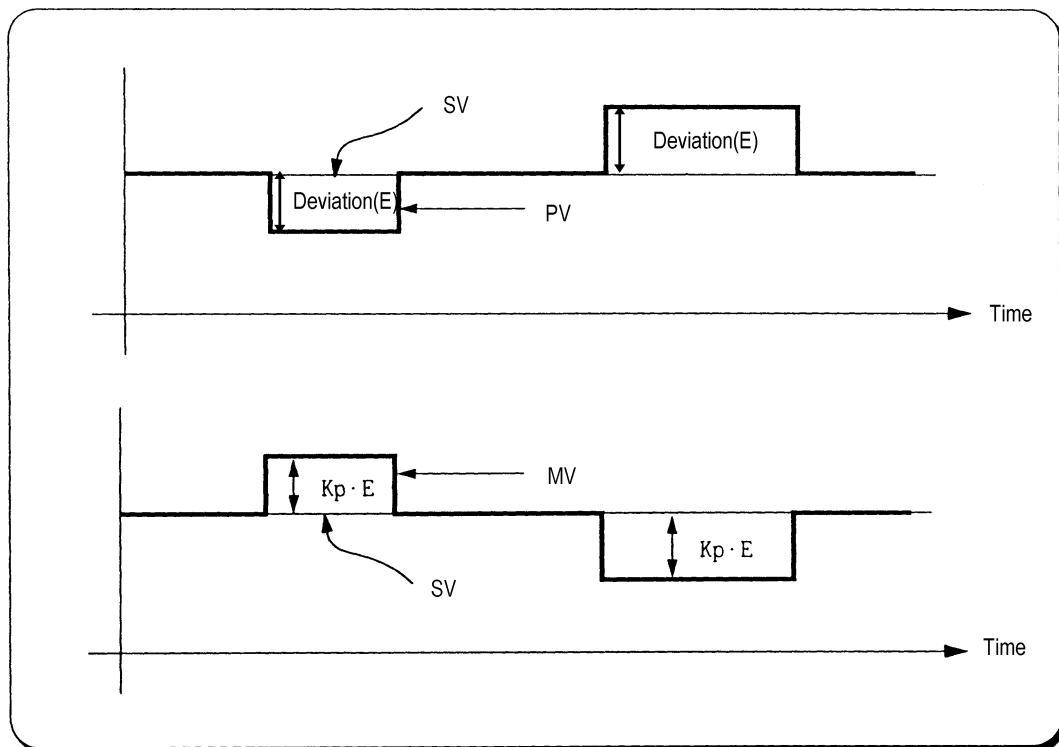 SV
Deviation(E)
Deviation(E)
PV
Time
Kp · E
MV
Kp · E
SV
Time